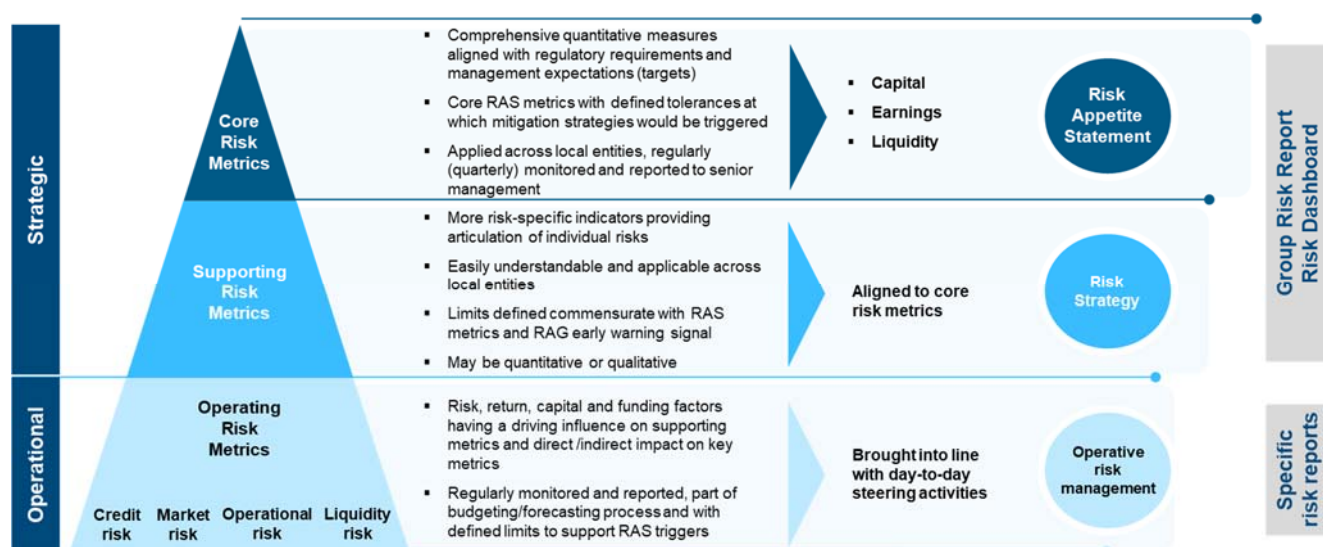 Strategic
Core
Risk
Metrics
▪ Comprehensive quantitative measures
aligned with regulatory requirements and
management expectations (targets)
▪ Core RAS metrics with defined tolerances at
which mitigation strategies would be triggered
▪ Applied across local entities, regularly
(quarterly) monitored and reported to senior
management
▪ Capital
▪ Earnings
▪ Liquidity
Risk
Appetite
Statement
Group Risk Report
Risk Dashboard
Supporting
Risk
Metrics
▪ More risk-specific indicators providing
articulation of individual risks
▪ Easily understandable and applicable across
local entities
▪ Limits defined commensurate with RAS
metrics and RAG early warning signal
▪ May be quantitative or qualitative
Aligned to core
risk metrics
Risk
Strategy
Operational
Operating
Risk
Metrics
Credit
risk
Market
risk
Operational
risk
Liquidity
risk
▪ Risk, return, capital and funding factors
having a driving influence on supporting
metrics and direct /indirect impact on key
metrics
▪ Regularly monitored and reported, part of
budgeting/forecasting process and with
defined limits to support RAS triggers
Brought into line
with day-to-day
steering activities
Operative
risk
management
Specific
risk reports